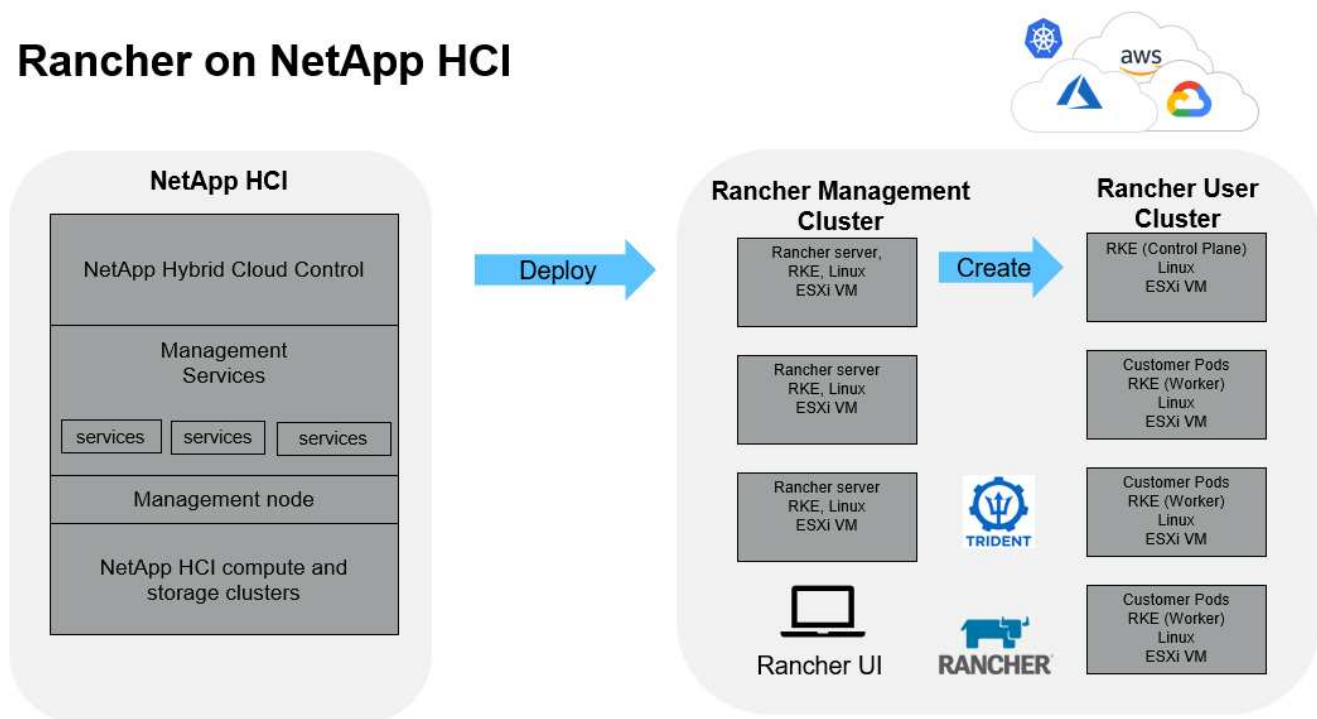 Rancher on NetApp HCI
aws
NetApp HCI
NetApp Hybrid Cloud Control
Management
Services
services
services
services
Management node
NetApp HCI compute and
storage clusters
Deploy
Rancher Management
Cluster
Rancher server,
RKE, Linux
ESXi VM
Rancher server
RKE, Linux
ESXi VM
Rancher server
RKE, Linux
ESXi VM
Rancher UI
Create
TRIDENT
RANCHER
Rancher User
Cluster
RKE (Control Plane)
Linux
ESXi VM
Customer Pods
RKE (Worker)
Linux
ESXi VM
Customer Pods
RKE (Worker)
Linux
ESXi VM
Customer Pods
RKE (Worker)
Linux
ESXi VM